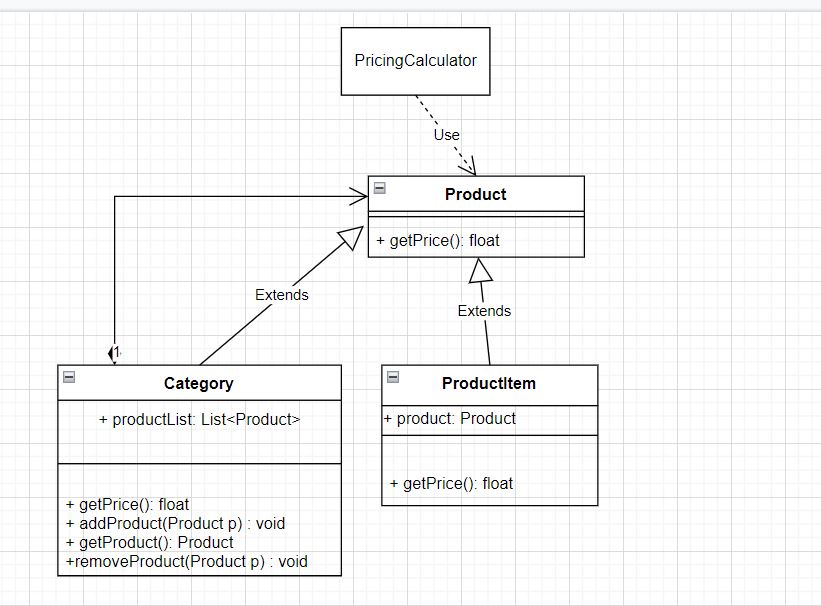 PricingCalculator
Use
Product
+ getPrice(): float
Extends
Extends
1
Category
+ productList: List<Product>
+ getPrice(): float
+ addProduct(Product p) : void
+ getProduct(): Product
+removeProduct(Product p) : void
ProductItem
+ product: Product
+ getPrice(): float